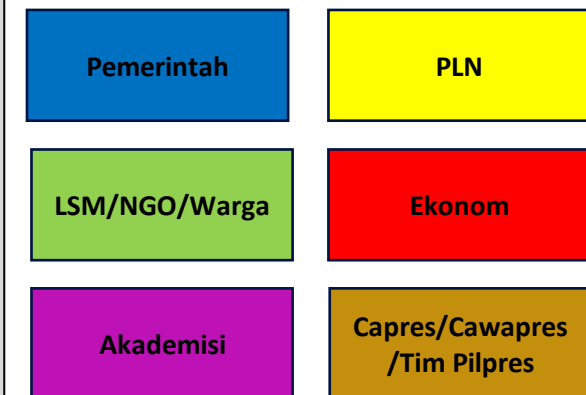 Pemerintah
PLN
LSM/NGO/Warga
Ekonom
Akademisi
Capres/Cawapres
/Tim Pilpres